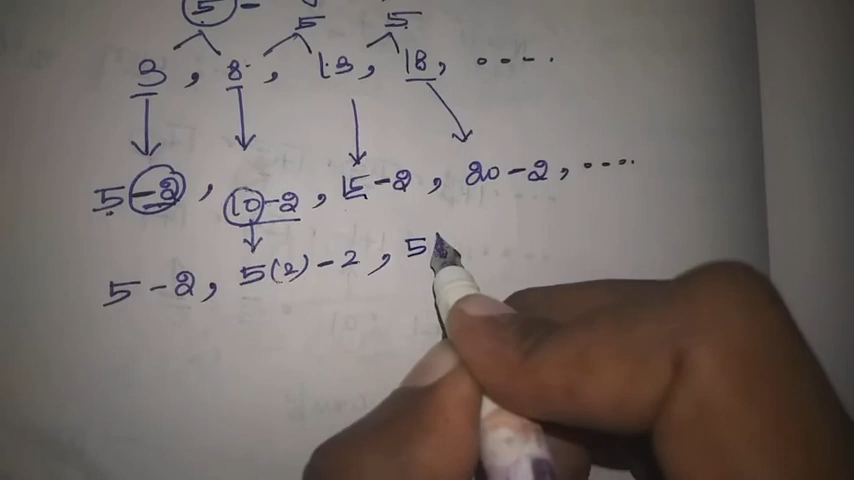 5 - 5 5
3, 8, 13, 18, ....
5-2, 10-2, 15-2, 20-2, ....
5-2, 5(2)-2, 5